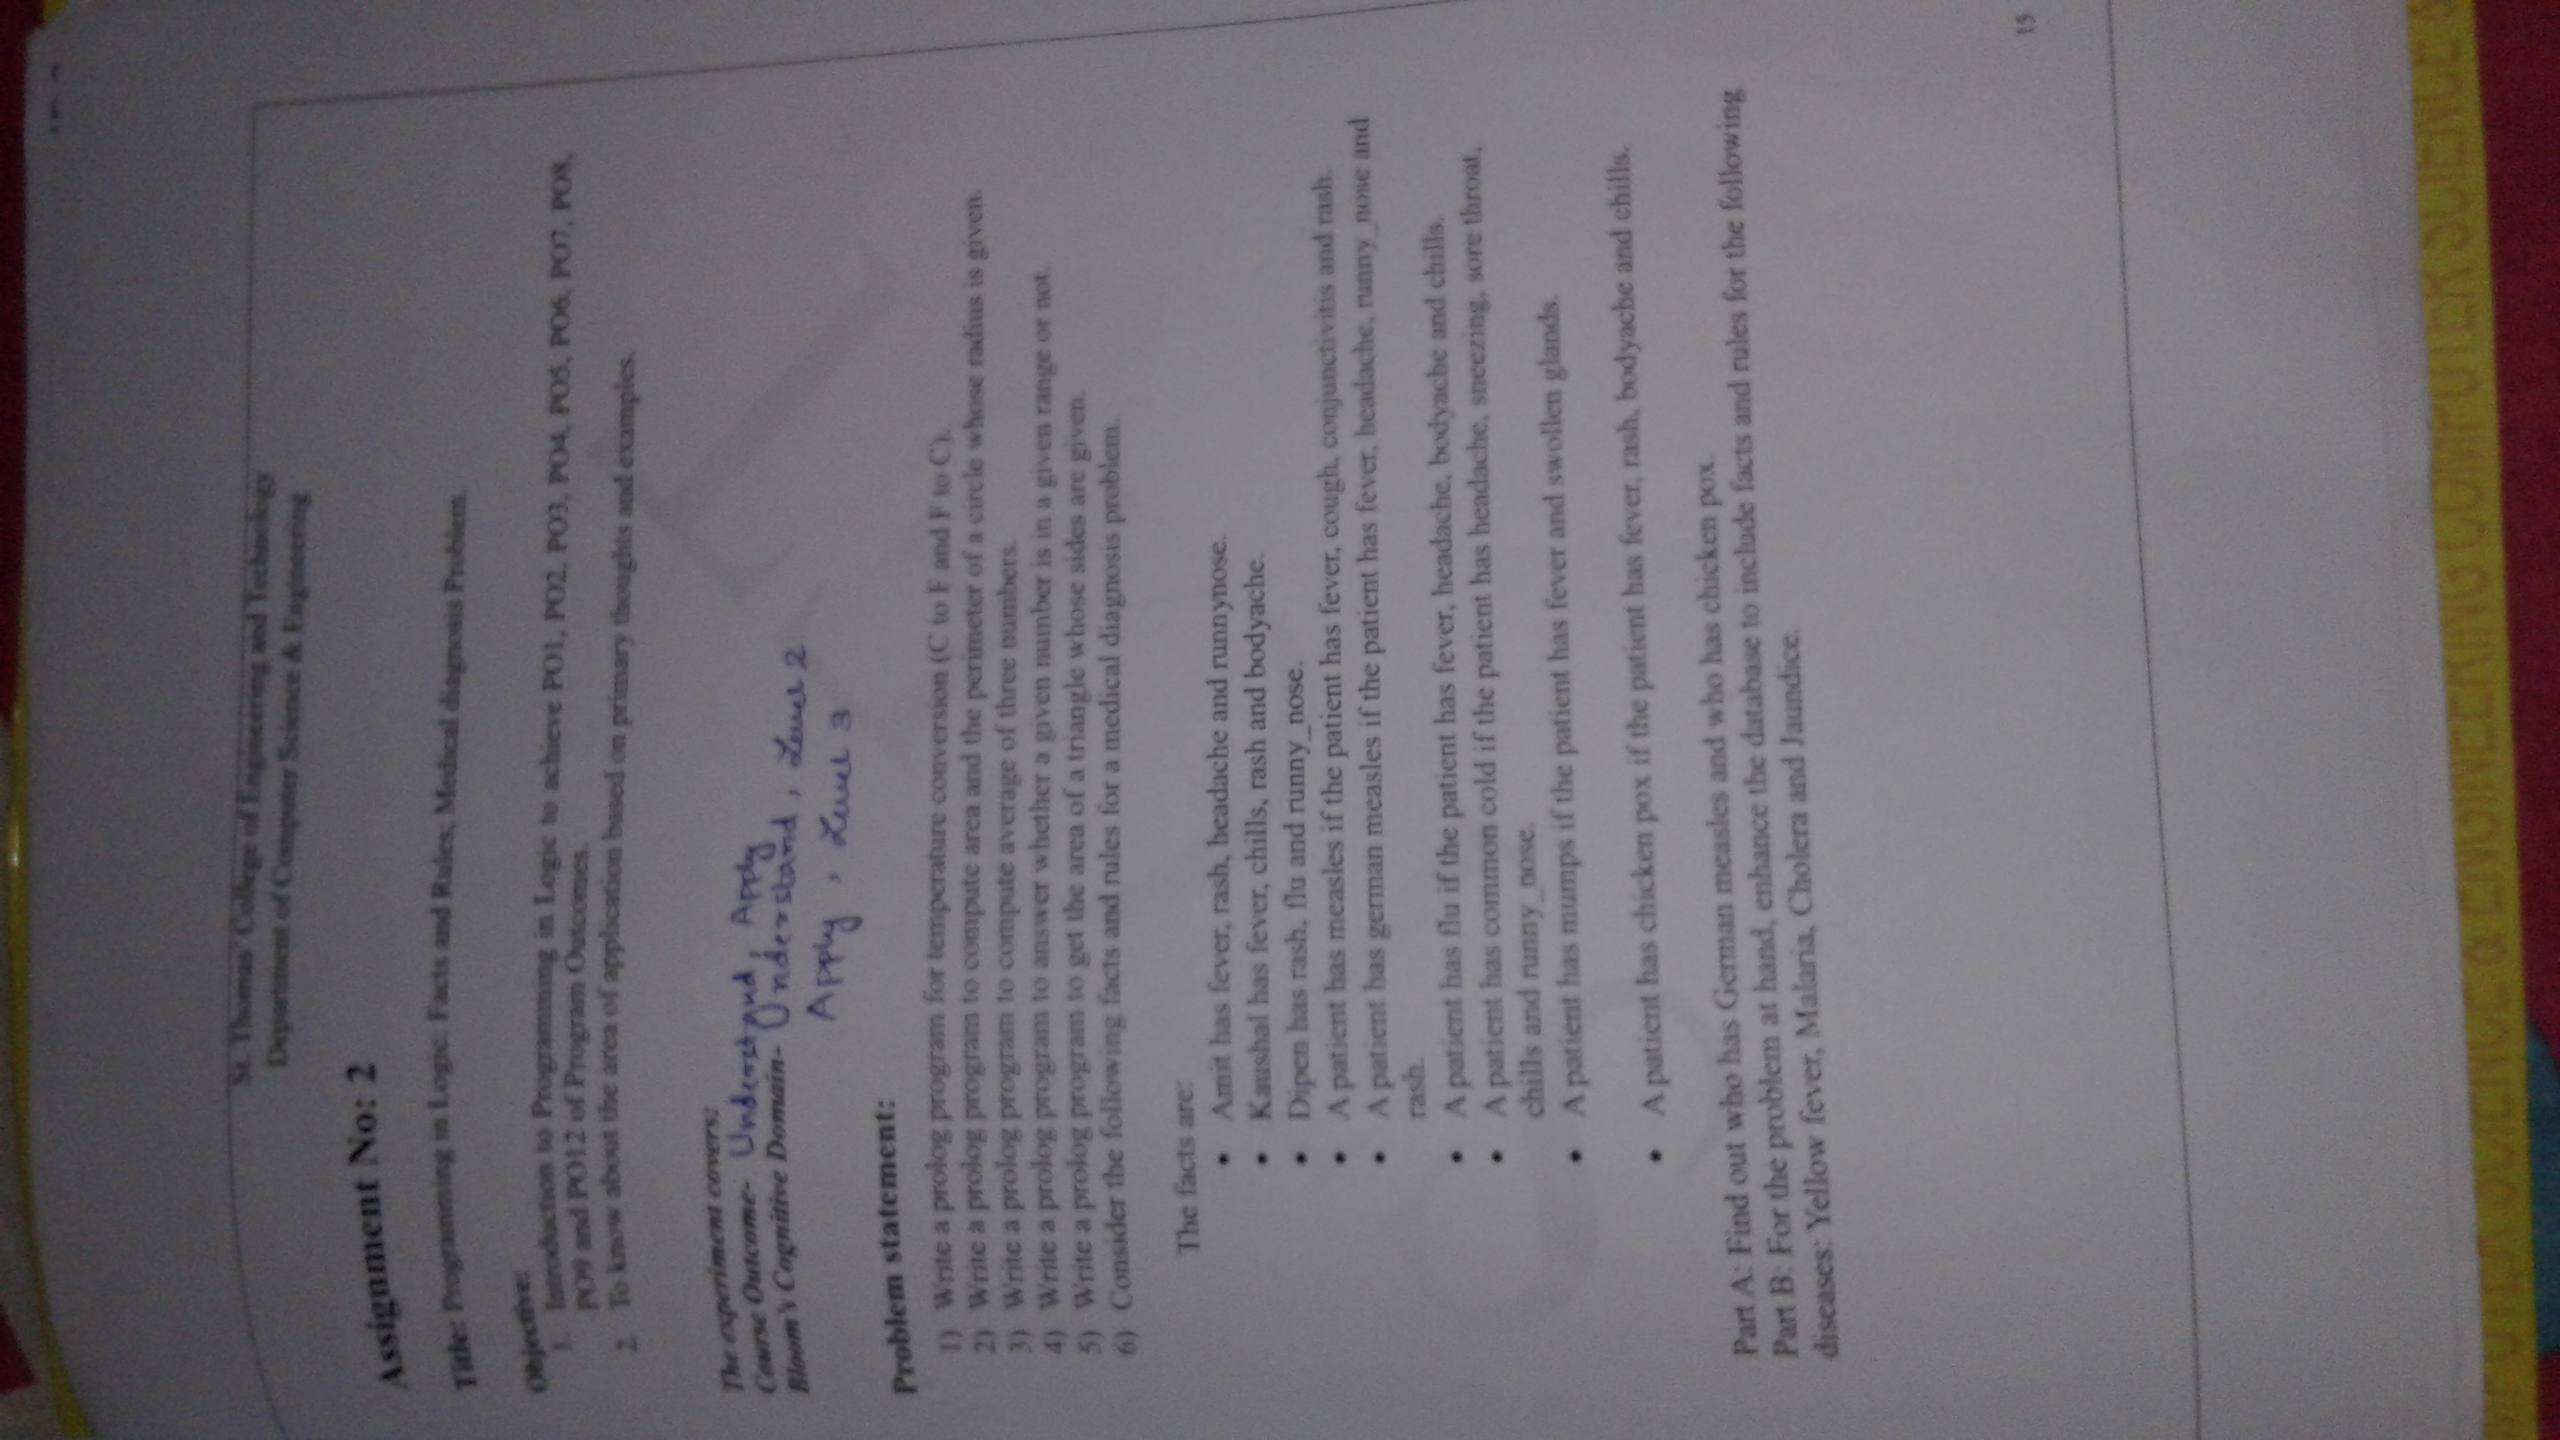 St. Thomas' College of Engineering and Technology
Department of Computer Science & Engineering
Assignment No: 2
Title: Programming in Logic: Facts and Rules; Medical diagnosis Problem.
Objective:
1. Introduction to Programming in Logic to achieve PO1, PO2, PO3, PO4, PO5, PO6, PO7, PO8,
PO9 and PO12 of Program Outcomes.
2. To know about the area of application based on primary thoughts and examples.
The experiment covers:
Course Outcome- Understand, Apply
Bloom's Cognitive Domain- Understand, Level 2
Apply, Level 3
Problem statement:
1) Write a prolog program for temperature conversion (C to F and F to C).
2) Write a prolog program to compute area and the perimeter of a circle whose radius is given.
3) Write a prolog program to compute average of three numbers.
4) Write a prolog program to answer whether a given number is in a given range or not.
5) Write a prolog program to get the area of a triangle whose sides are given.
6) Consider the following facts and rules for a medical diagnosis problem.
The facts are:
• Amit has fever, rash, headache and runnynose.
• Kaushal has fever, chills, rash and bodyache.
• Dipen has rash, flu and runny_nose.
• A patient has measles if the patient has fever, cough, conjunctivitis and rash.
• A patient has german measles if the patient has fever, headache, runny_nose and
rash.
• A patient has flu if the patient has fever, headache, bodyache and chills.
• A patient has common cold if the patient has headache, sneezing, sore throat,
chills and runny_nose.
• A patient has mumps if the patient has fever and swollen glands.
• A patient has chicken pox if the patient has fever, rash, bodyache and chills.
Part A: Find out who has German measles and who has chicken pox.
Part B: For the problem at hand, enhance the database to include facts and rules for the following
diseases: Yellow fever, Malaria, Cholera and Jaundice.
15
COMPUTER SCIENCE & ENGINEERING COMPUTER SCIENCE &